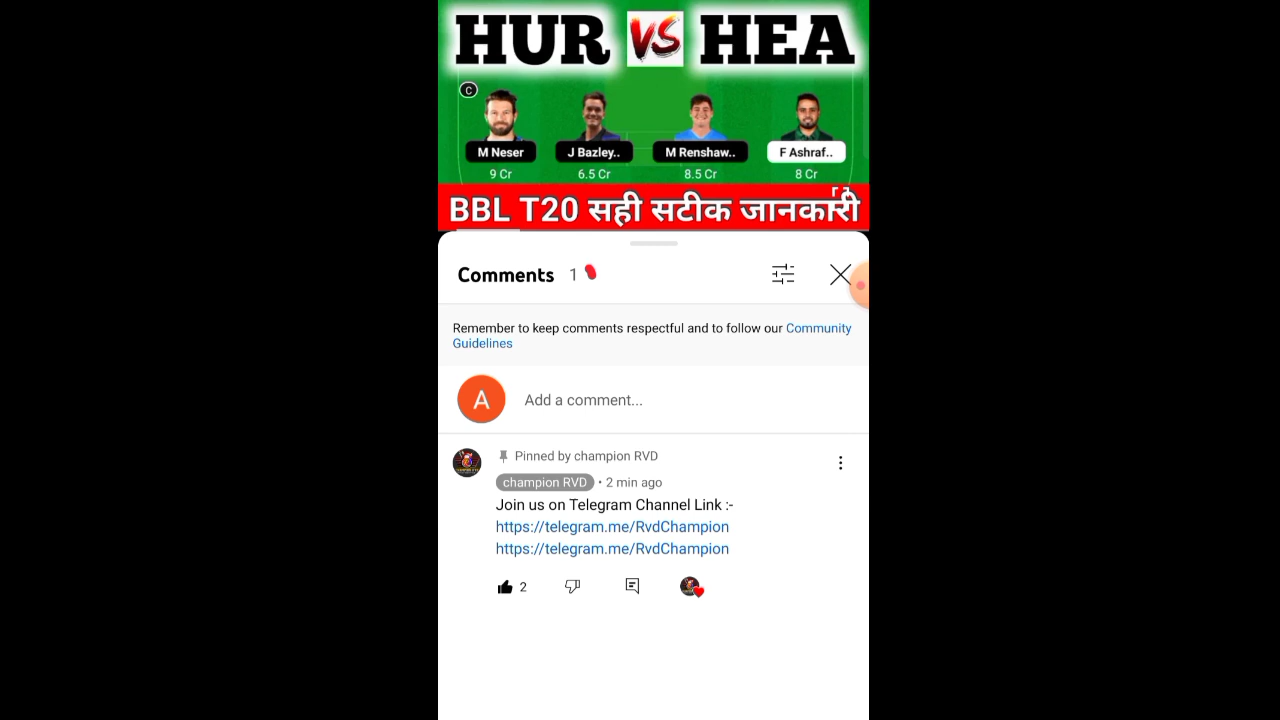 HUR VS HEA
C
M Neser J Bazley.. M Renshaw.. F Ashraf..
9 Cr 6.5 Cr 8.5 Cr 8 Cr
BBL T20 सही सटीक जानकारी
Comments 1
Remember to keep comments respectful and to follow our Community
Guidelines
A Add a comment...
Pinned by champion RVD
champion RVD • 2 min ago
Join us on Telegram Channel Link :-
https://telegram.me/RvdChampion
https://telegram.me/RvdChampion
2